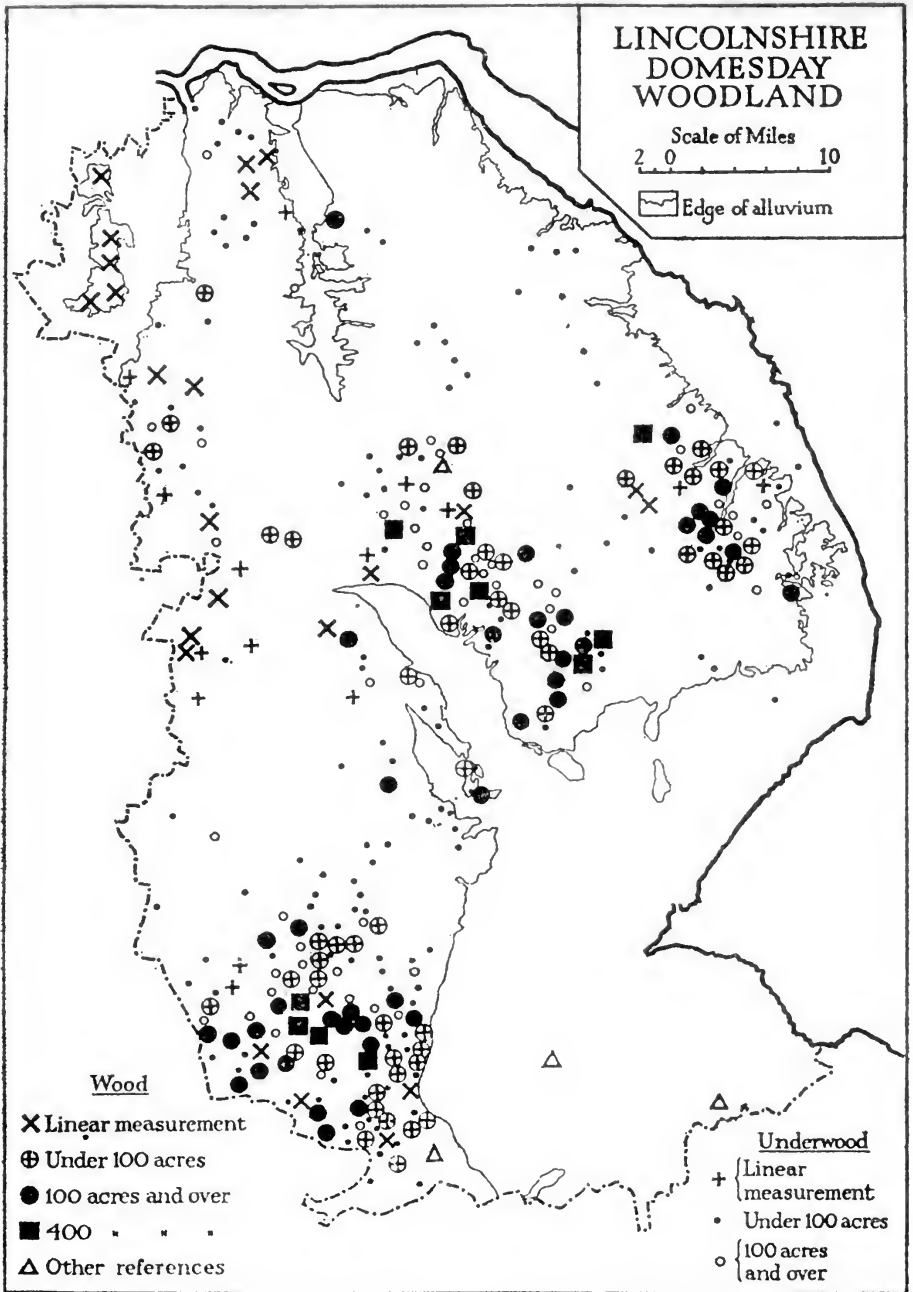 LINCOLNSHIRE
DOMESDAY
WOODLAND
Scale of Miles
2 0 10
Edge of alluvium
Wood
Linear measurement
Under 100 acres
100 acres and over
400 " " "
Other references
Underwood
Linear
measurement
Under 100 acres
100 acres
and over